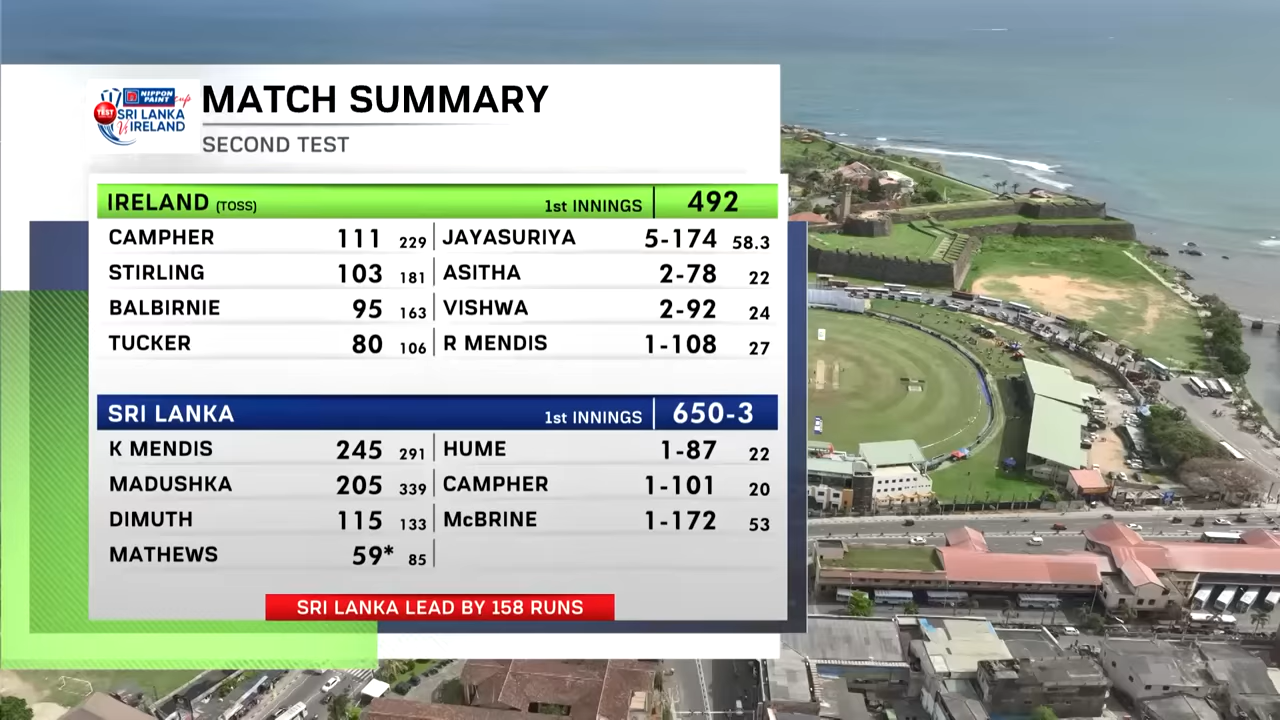 NIPPON PAINT cup
TEST
SRI LANKA
Vs IRELAND
MATCH SUMMARY
SECOND TEST
IRELAND (TOSS) 1st INNINGS 492
CAMPHER 111 229 JAYASURIYA 5-174 58.3
STIRLING 103 181 ASITHA 2-78 22
BALBIRNIE 95 163 VISHWA 2-92 24
TUCKER 80 106 R MENDIS 1-108 27
SRI LANKA 1st INNINGS 650-3
K MENDIS 245 291 HUME 1-87 22
MADUSHKA 205 339 CAMPHER 1-101 20
DIMUTH 115 133 McBRINE 1-172 53
MATHEWS 59* 85
SRI LANKA LEAD BY 158 RUNS